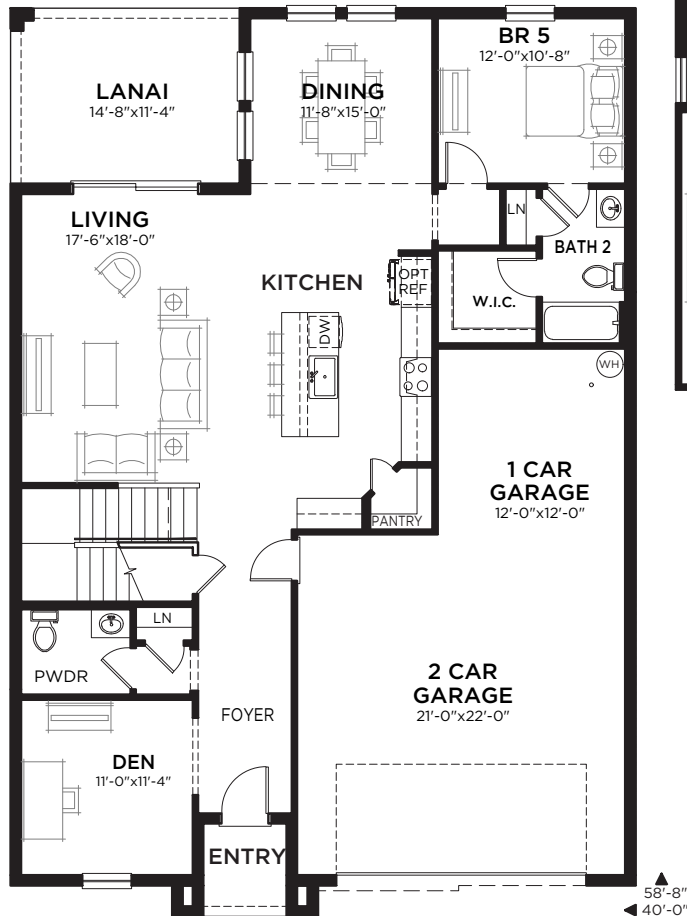 BR 5
12'-0"x10'-8"
LANAI
14'-8"x11'-4"
DINING
11'-8"x15'-0"
LN
LIVING
17'-6"x18'-0"
BATH 2
KITCHEN
OPT
REF
W.I.C.
DW
WH
1 CAR
GARAGE
12'-0"x12'-0"
PANTRY
LN
PWDR
2 CAR
GARAGE
21'-0"x22'-0"
FOYER
DEN
11'-0"x11'-4"
ENTRY
58'-8"
40'-0"